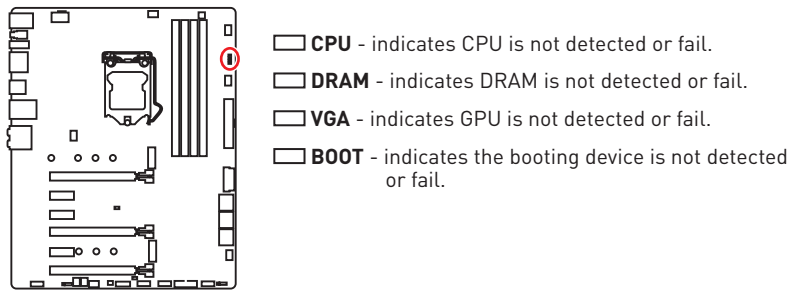 CPU - indicates CPU is not detected or fail.
DRAM - indicates DRAM is not detected or fail.
VGA - indicates GPU is not detected or fail.
BOOT - indicates the booting device is not detected
or fail.